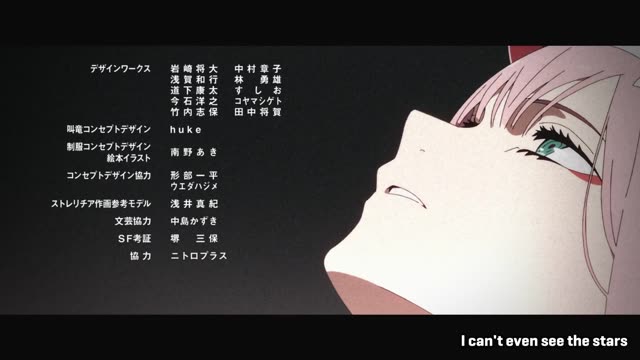 デザインワークス 岩崎将大 中村章子
浅賀和行 林 勇雄
道下康太 すしお
今石洋之 コヤマシゲト
竹内志保 田中将賀
叫竜コンセプトデザイン huke
制服コンセプトデザイン
絵本イラスト 南野あき
コンセプトデザイン協力 形部一平
ウエダハジメ
ストレリチア作画参考モデル 浅井真紀
文芸協力 中島かずき
SF考証 堺 三保
協力 ニトロプラス
I can't even see the stars